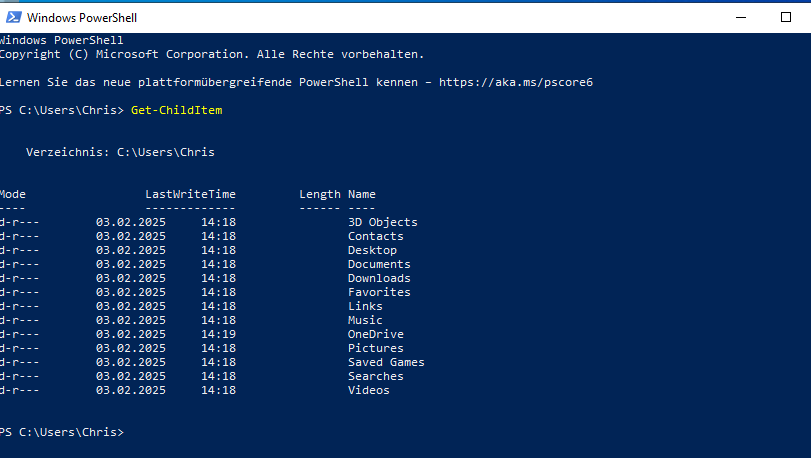 Windows PowerShell
Windows PowerShell
Copyright (C) Microsoft Corporation. Alle Rechte vorbehalten.
Lernen Sie das neue plattformübergreifende PowerShell kennen – https://aka.ms/pscore6
PS C:\Users\Chris> Get-ChildItem
Verzeichnis: C:\Users\Chris
Mode LastWriteTime Length Name
---- ------------- ------ ----
d-r--- 03.02.2025 14:18 3D Objects
d-r--- 03.02.2025 14:18 Contacts
d-r--- 03.02.2025 14:18 Desktop
d-r--- 03.02.2025 14:18 Documents
d-r--- 03.02.2025 14:18 Downloads
d-r--- 03.02.2025 14:18 Favorites
d-r--- 03.02.2025 14:18 Links
d-r--- 03.02.2025 14:18 Music
d-r--- 03.02.2025 14:19 OneDrive
d-r--- 03.02.2025 14:18 Pictures
d-r--- 03.02.2025 14:18 Saved Games
d-r--- 03.02.2025 14:18 Searches
d-r--- 03.02.2025 14:18 Videos
PS C:\Users\Chris>